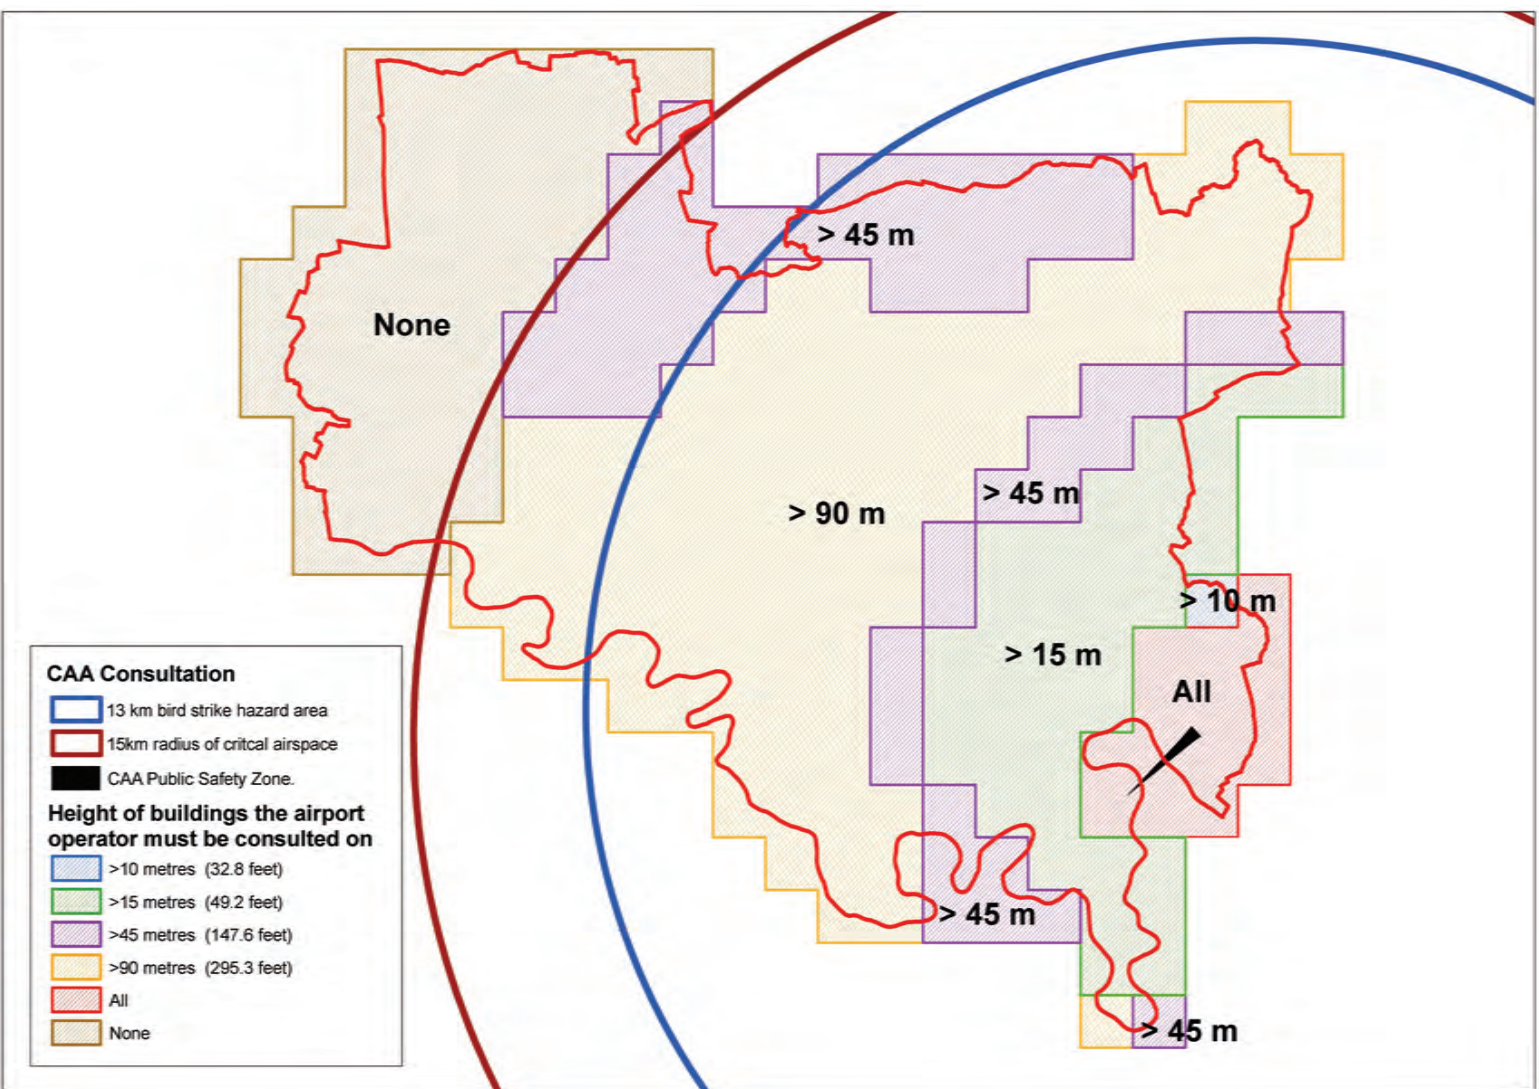 > 45 m
None
> 45 m
> 90 m
> 10 m
> 15 m
All
> 45 m
> 45 m
CAA Consultation
13 km bird strike hazard area
15km radius of critcal airspace
CAA Public Safety Zone.
Height of buildings the airport
operator must be consulted on
>10 metres (32.8 feet)
>15 metres (49.2 feet)
>45 metres (147.6 feet)
>90 metres (295.3 feet)
All
None